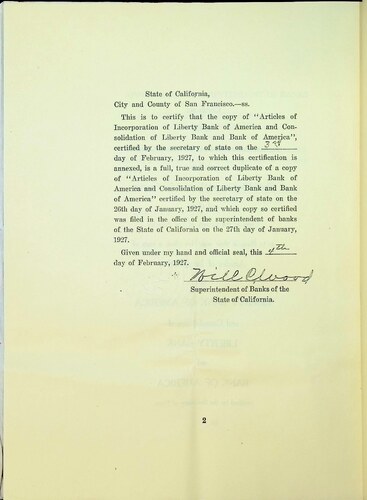 State of California,
City and County of San Francisco.—ss.
This is to certify that the copy of "Articles of
Incorporation of Liberty Bank of America and Con-
solidation of Liberty Bank and Bank of America",
certified by the secretary of state on the 3rd
day of February, 1927, to which this certification is
annexed, is a full, true and correct duplicate of a copy
of "Articles of Incorporation of Liberty Bank of
America and Consolidation of Liberty Bank and Bank
of America" certified by the secretary of state on the
26th day of January, 1927, and which copy so certified
was filed in the office of the superintendent of banks
of the State of California on the 27th day of January,
1927.
Given under my hand and official seal, this 4th
day of February, 1927.
Will C Wood
Superintendent of Banks of the
State of California.
2